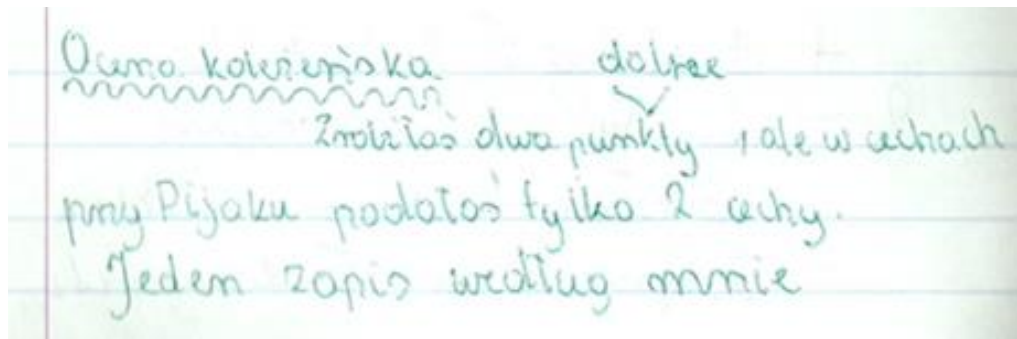 Ocena koleżeńska dobrze
Zrobiłaś dwa punkty, ale w cechach
przy Pijaku podałaś tylko 2 cechy.
Jeden zapis według mnie